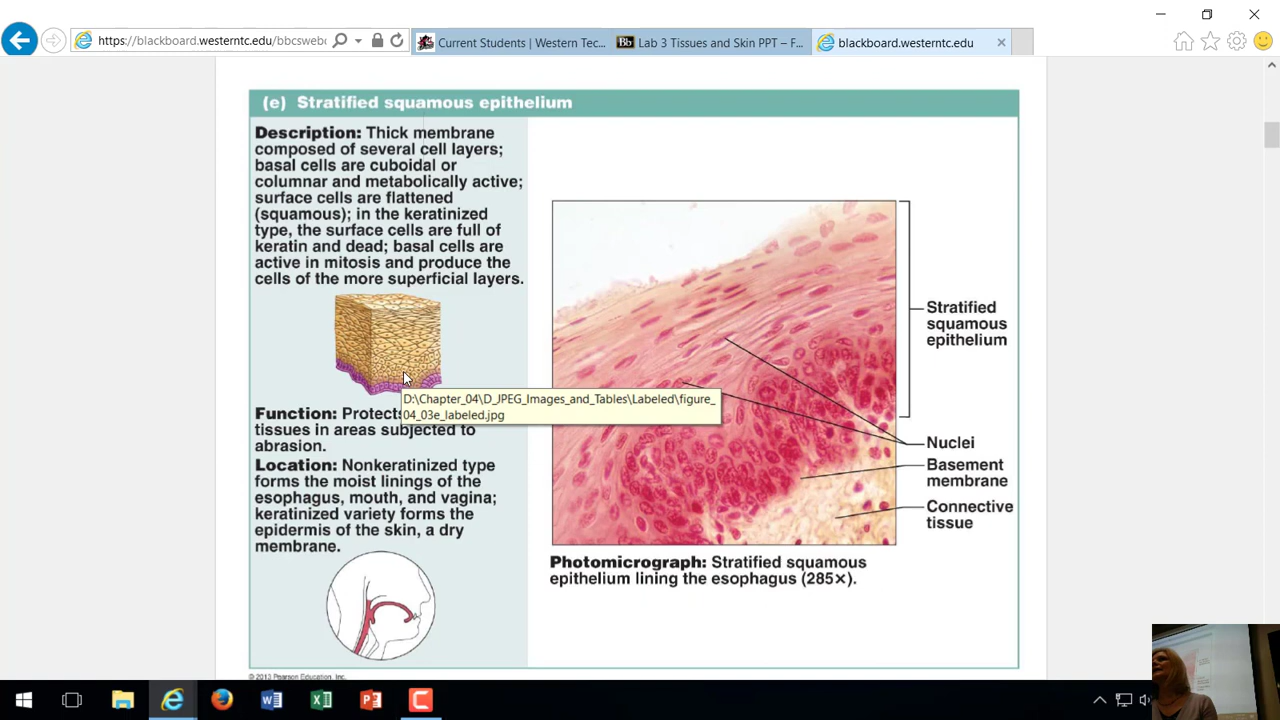 https://blackboard.westerntc.edu/bbcswebc
Current Students | Western Tec...
Bb Lab 3 Tissues and Skin PPT – F...
blackboard.westerntc.edu
(e) Stratified squamous epithelium
Description: Thick membrane
composed of several cell layers;
basal cells are cuboidal or
columnar and metabolically active;
surface cells are flattened
(squamous); in the keratinized
type, the surface cells are full of
keratin and dead; basal cells are
active in mitosis and produce the
cells of the more superficial layers.
D:\Chapter_04\D_JPEG_Images_and_Tables\Labeled\figure_
04_03e_labeled.jpg
Function: Protects
tissues in areas subjected to
abrasion.
Location: Nonkeratinized type
forms the moist linings of the
esophagus, mouth, and vagina;
keratinized variety forms the
epidermis of the skin, a dry
membrane.
Stratified
squamous
epithelium
Nuclei
Basement
membrane
Connective
tissue
Photomicrograph: Stratified squamous
epithelium lining the esophagus (285×).
© 2013 Pearson Education, Inc.